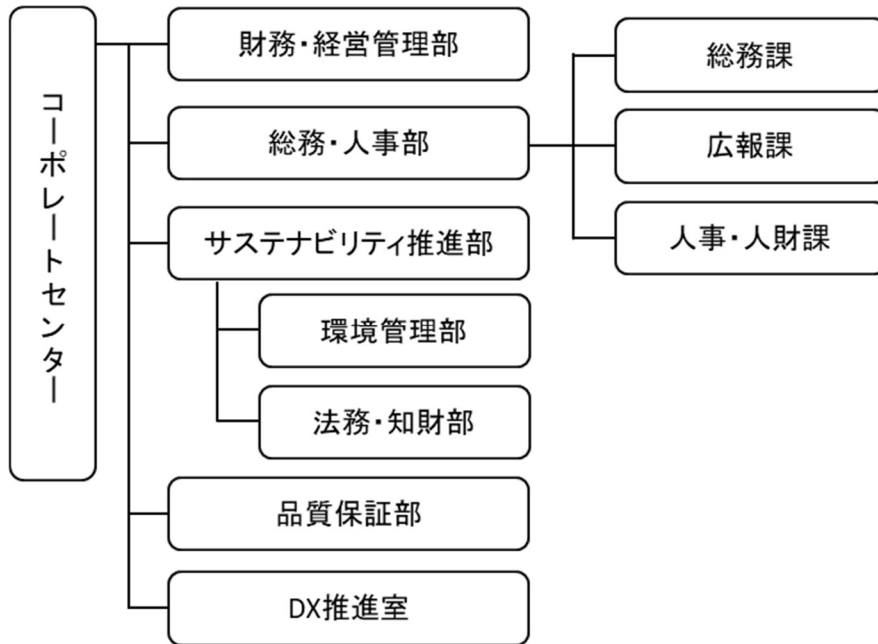 コーポレートセンター
財務・経営管理部
総務・人事部
総務課
広報課
人事・人財課
サステナビリティ推進部
環境管理部
法務・知財部
品質保証部
DX推進室